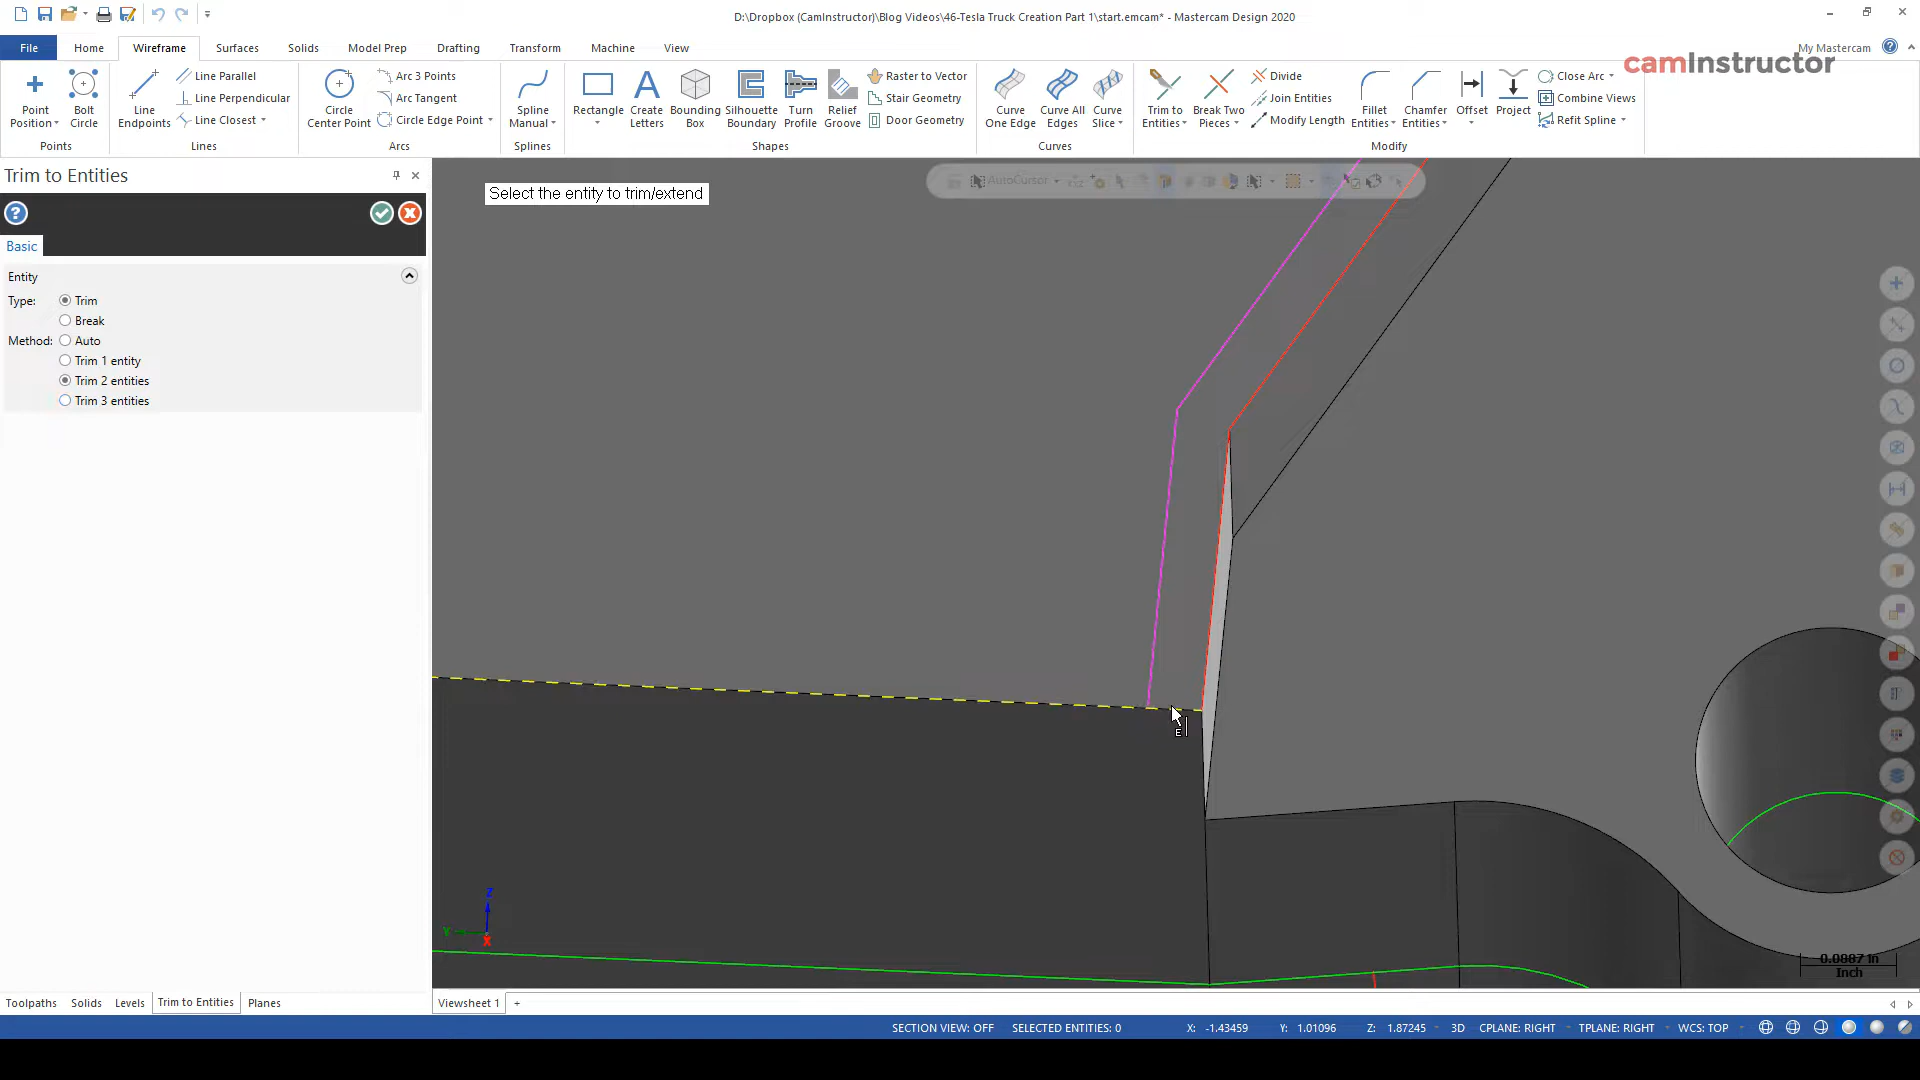 D:\Dropbox (CamInstructor)\Blog Videos\46-Tesla Truck Creation Part 1\start.emcam* - Mastercam Design 2020
File Home Wireframe Surfaces Solids Model Prep Drafting Transform Machine View My Mastercam
camInstructor
Point Position
Bolt Circle
Points
Line Endpoints
Line Parallel
Line Perpendicular
Line Closest
Lines
Circle Center Point
Arc 3 Points
Arc Tangent
Circle Edge Point
Arcs
Spline Manual
Splines
Rectangle
Create Letters
Bounding Box
Silhouette Boundary
Turn Profile
Relief Groove
Raster to Vector
Stair Geometry
Door Geometry
Shapes
Curve One Edge
Curve All Edges
Curve Slice
Curves
Trim to Entities
Break Two Pieces
Divide
Join Entities
Modify Length
Fillet Entities
Chamfer Entities
Offset
Project
Close Arc
Combine Views
Refit Spline
Modify
Trim to Entities
Basic
Entity
Type: Trim
Break
Method: Auto
Trim 1 entity
Trim 2 entities
Trim 3 entities
Select the entity to trim/extend
AutoCursor
XYZ
E
Z
Y
X
0.0887 in
Inch
Toolpaths Solids Levels Trim to Entities Planes
Viewsheet 1 +
SECTION VIEW: OFF SELECTED ENTITIES: 0 X: -1.43459 Y: 1.01096 Z: 1.87245 3D CPLANE: RIGHT TPLANE: RIGHT WCS: TOP